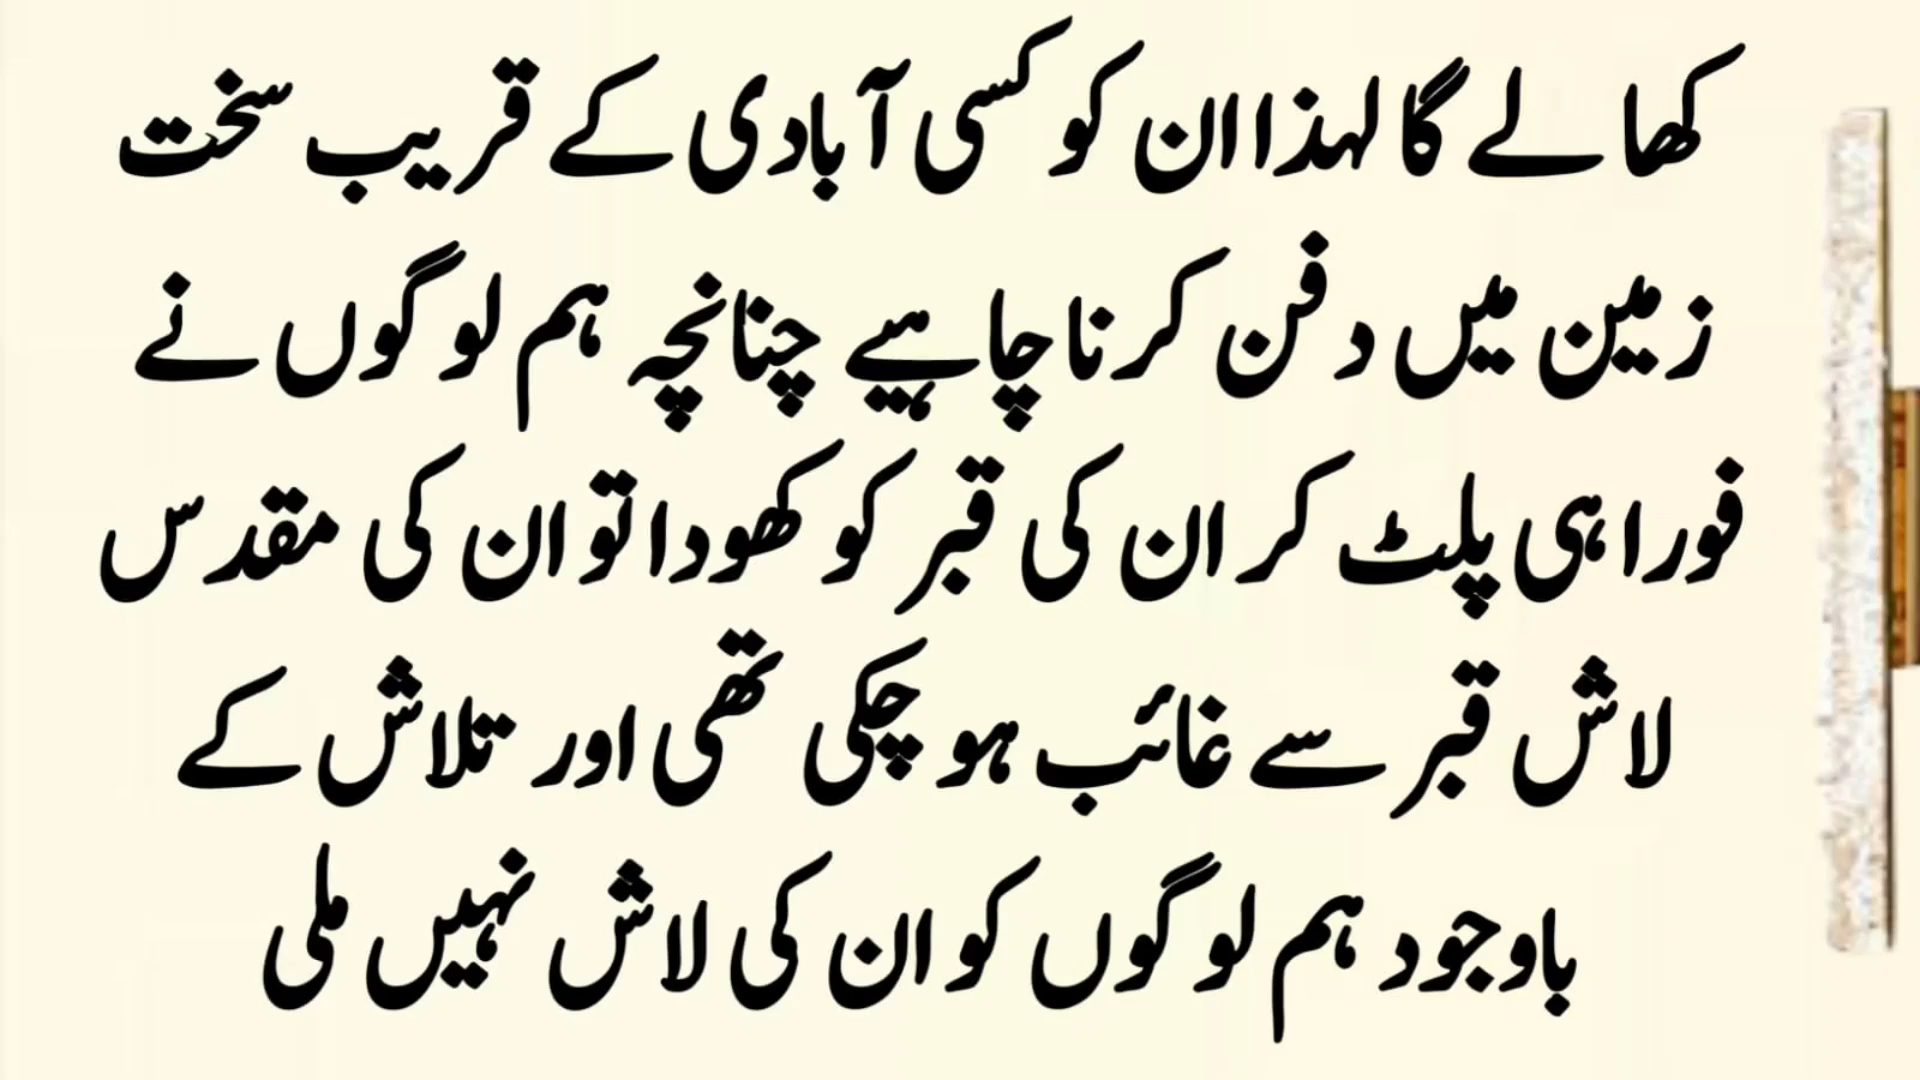 کھا لے گا لہذا ان کو کسی آبادی کے قریب سخت
زمین میں دفن کرنا چاہیے چنانچہ ہم لوگوں نے
فورا ہی پلٹ کر ان کی قبر کو کھودا تو ان کی مقدس
لاش قبر سے غائب ہو چکی تھی اور تلاش کے
باوجود ہم لوگوں کو ان کی لاش نہیں ملی